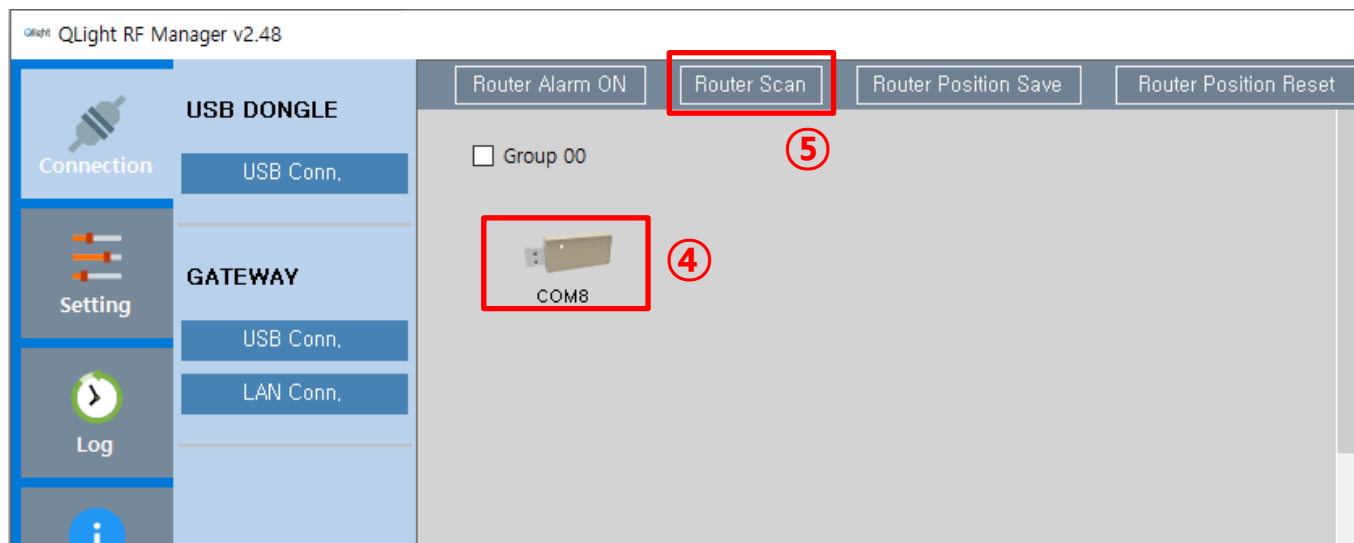 Qlight QLight RF Manager v2.48
Router Alarm ON
Router Scan
Router Position Save
Router Position Reset
Connection
USB DONGLE
USB Conn.
⑤
Group 00
④
COM8
Setting
GATEWAY
USB Conn.
LAN Conn.
Log
i